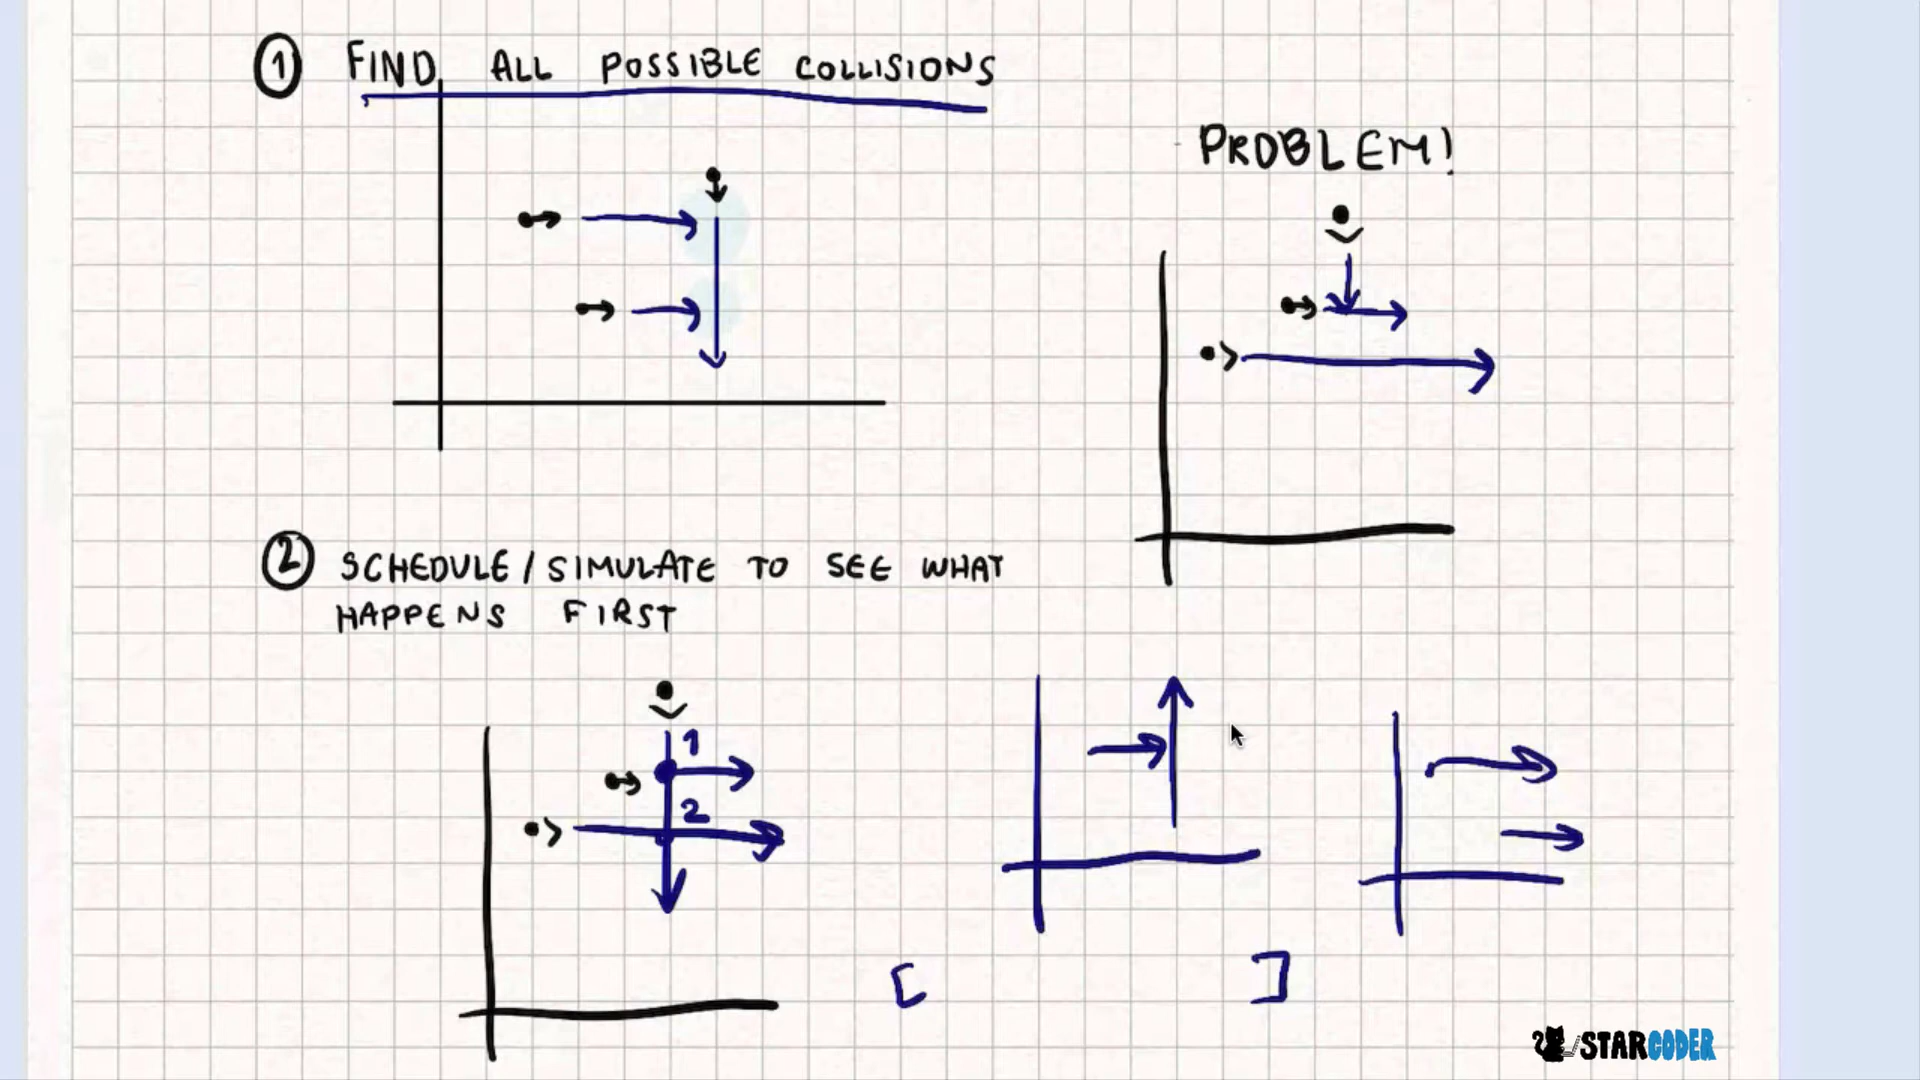 1 FIND ALL POSSIBLE COLLISIONS
PROBLEM!
2 SCHEDULE / SIMULATE TO SEE WHAT
HAPPENS FIRST
1
2
[ ]
STARCODER